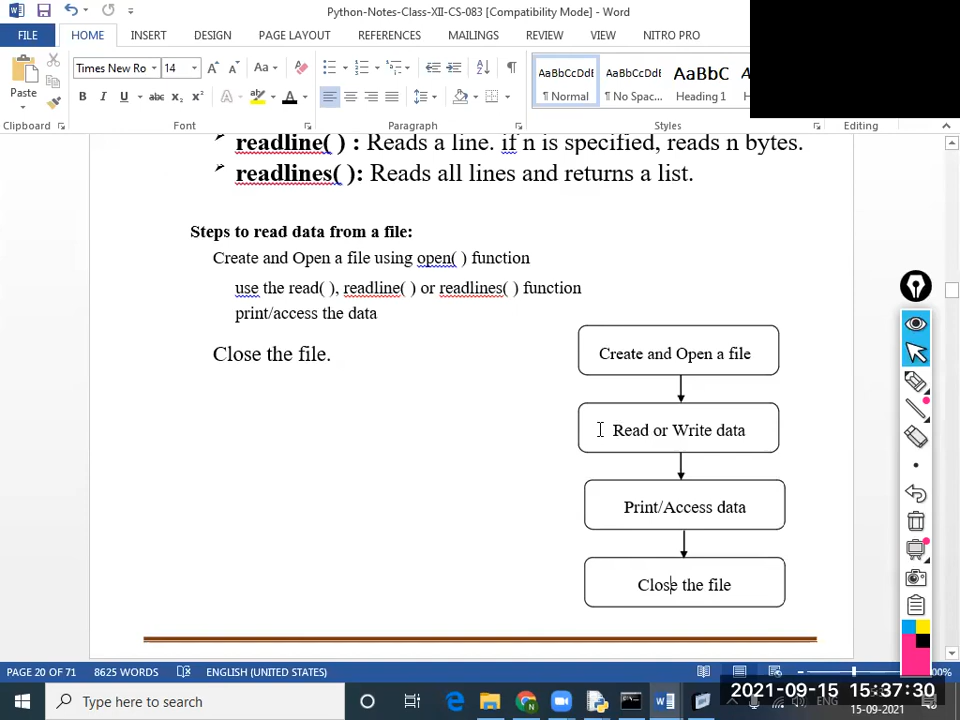 Python-Notes-Class-XII-CS-083 [Compatibility Mode] - Word
FILE HOME INSERT DESIGN PAGE LAYOUT REFERENCES MAILINGS REVIEW VIEW NITRO PRO
Times New Ro 14 Aa
Paste
B I U abc X₂ X² A A
AaBbCcDdE AaBbCcDdE AaBbC
¶ Normal ¶ No Spac... Heading 1
Clipboard Font Paragraph Styles Editing
readline( ) : Reads a line. if n is specified, reads n bytes.
readlines( ): Reads all lines and returns a list.
Steps to read data from a file:
Create and Open a file using open( ) function
use the read( ), readline( ) or readlines( ) function
print/access the data
Close the file.
Create and Open a file
Read or Write data
Print/Access data
Close the file
PAGE 20 OF 71 8625 WORDS ENGLISH (UNITED STATES)
Type here to search
2021-09-15 15:37:30
15-09-2021